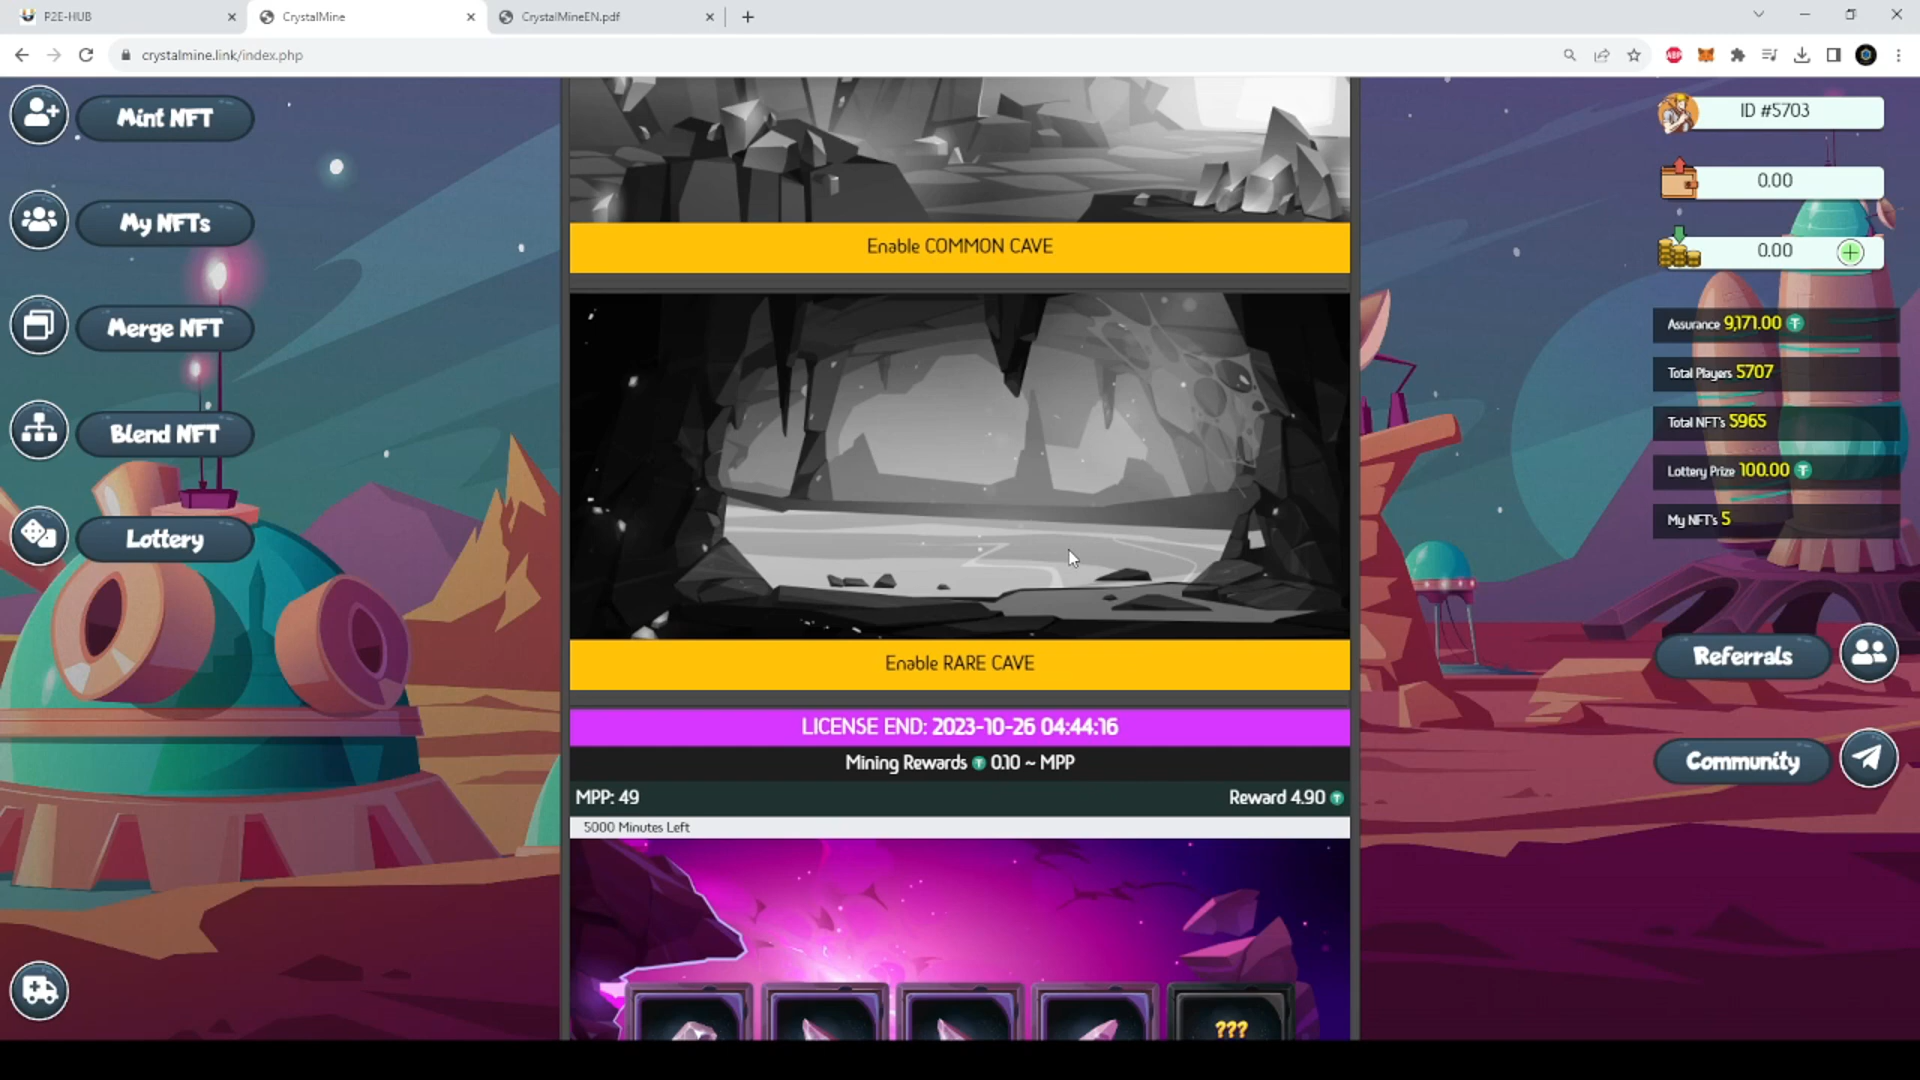 P2E-HUB
CrystalMine
CrystalMineEN.pdf
crystalmine.link/index.php
ABP
Mint NFT
My NFTs
Merge NFT
Blend NFT
Lottery
Enable COMMON CAVE
Enable RARE CAVE
LICENSE END: 2023-10-26 04:44:16
Mining Rewards T 0.10 ~ MPP
MPP: 49
Reward 4.90 T
5000 Minutes Left
???
ID #5703
0.00
0.00
Assurance 9,171.00 T
Total Players 5707
Total NFT's 5965
Lottery Prize 100.00 T
My NFT's 5
Referrals
Community